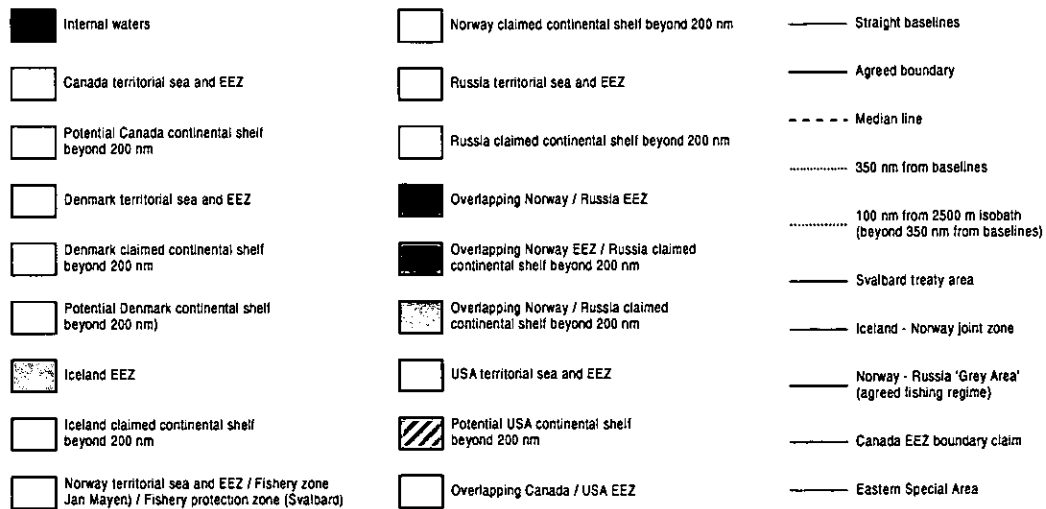 Internal waters
Canada territorial sea and EEZ
Potential Canada continental shelf
beyond 200 nm
Denmark territorial sea and EEZ
Denmark claimed continental shelf
beyond 200 nm
Potential Denmark continental shelf
beyond 200 nm)
Iceland EEZ
Iceland claimed continental shelf
beyond 200 nm
Norway territorial sea and EEZ / Fishery zone
Jan Mayen) / Fishery protection zone (Svalbard)
Norway claimed continental shelf beyond 200 nm
Russia territorial sea and EEZ
Russia claimed continental shelf beyond 200 nm
Overlapping Norway / Russia EEZ
Overlapping Norway EEZ / Russia claimed
continental shelf beyond 200 nm
Overlapping Norway / Russia claimed
continental shelf beyond 200 nm
USA territorial sea and EEZ
Potential USA continental shelf
beyond 200 nm
Overlapping Canada / USA EEZ
Straight baselines
Agreed boundary
Median line
350 nm from baselines
100 nm from 2500 m isobath
(beyond 350 nm from baselines)
Svalbard treaty area
Iceland - Norway joint zone
Norway - Russia 'Grey Area'
(agreed fishing regime)
Canada EEZ boundary claim
Eastern Special Area